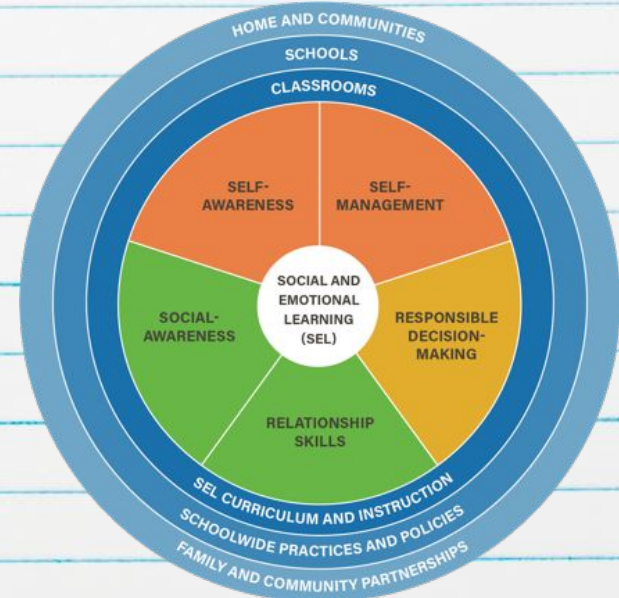 HOME AND COMMUNITIES
SCHOOLS
CLASSROOMS
SELF-
AWARENESS
SELF-
MANAGEMENT
SOCIAL AND
EMOTIONAL
LEARNING
(SEL)
SOCIAL-
AWARENESS
RESPONSIBLE
DECISION-
MAKING
RELATIONSHIP
SKILLS
SEL CURRICULUM AND INSTRUCTION
SCHOOLWIDE PRACTICES AND POLICIES
FAMILY AND COMMUNITY PARTNERSHIPS